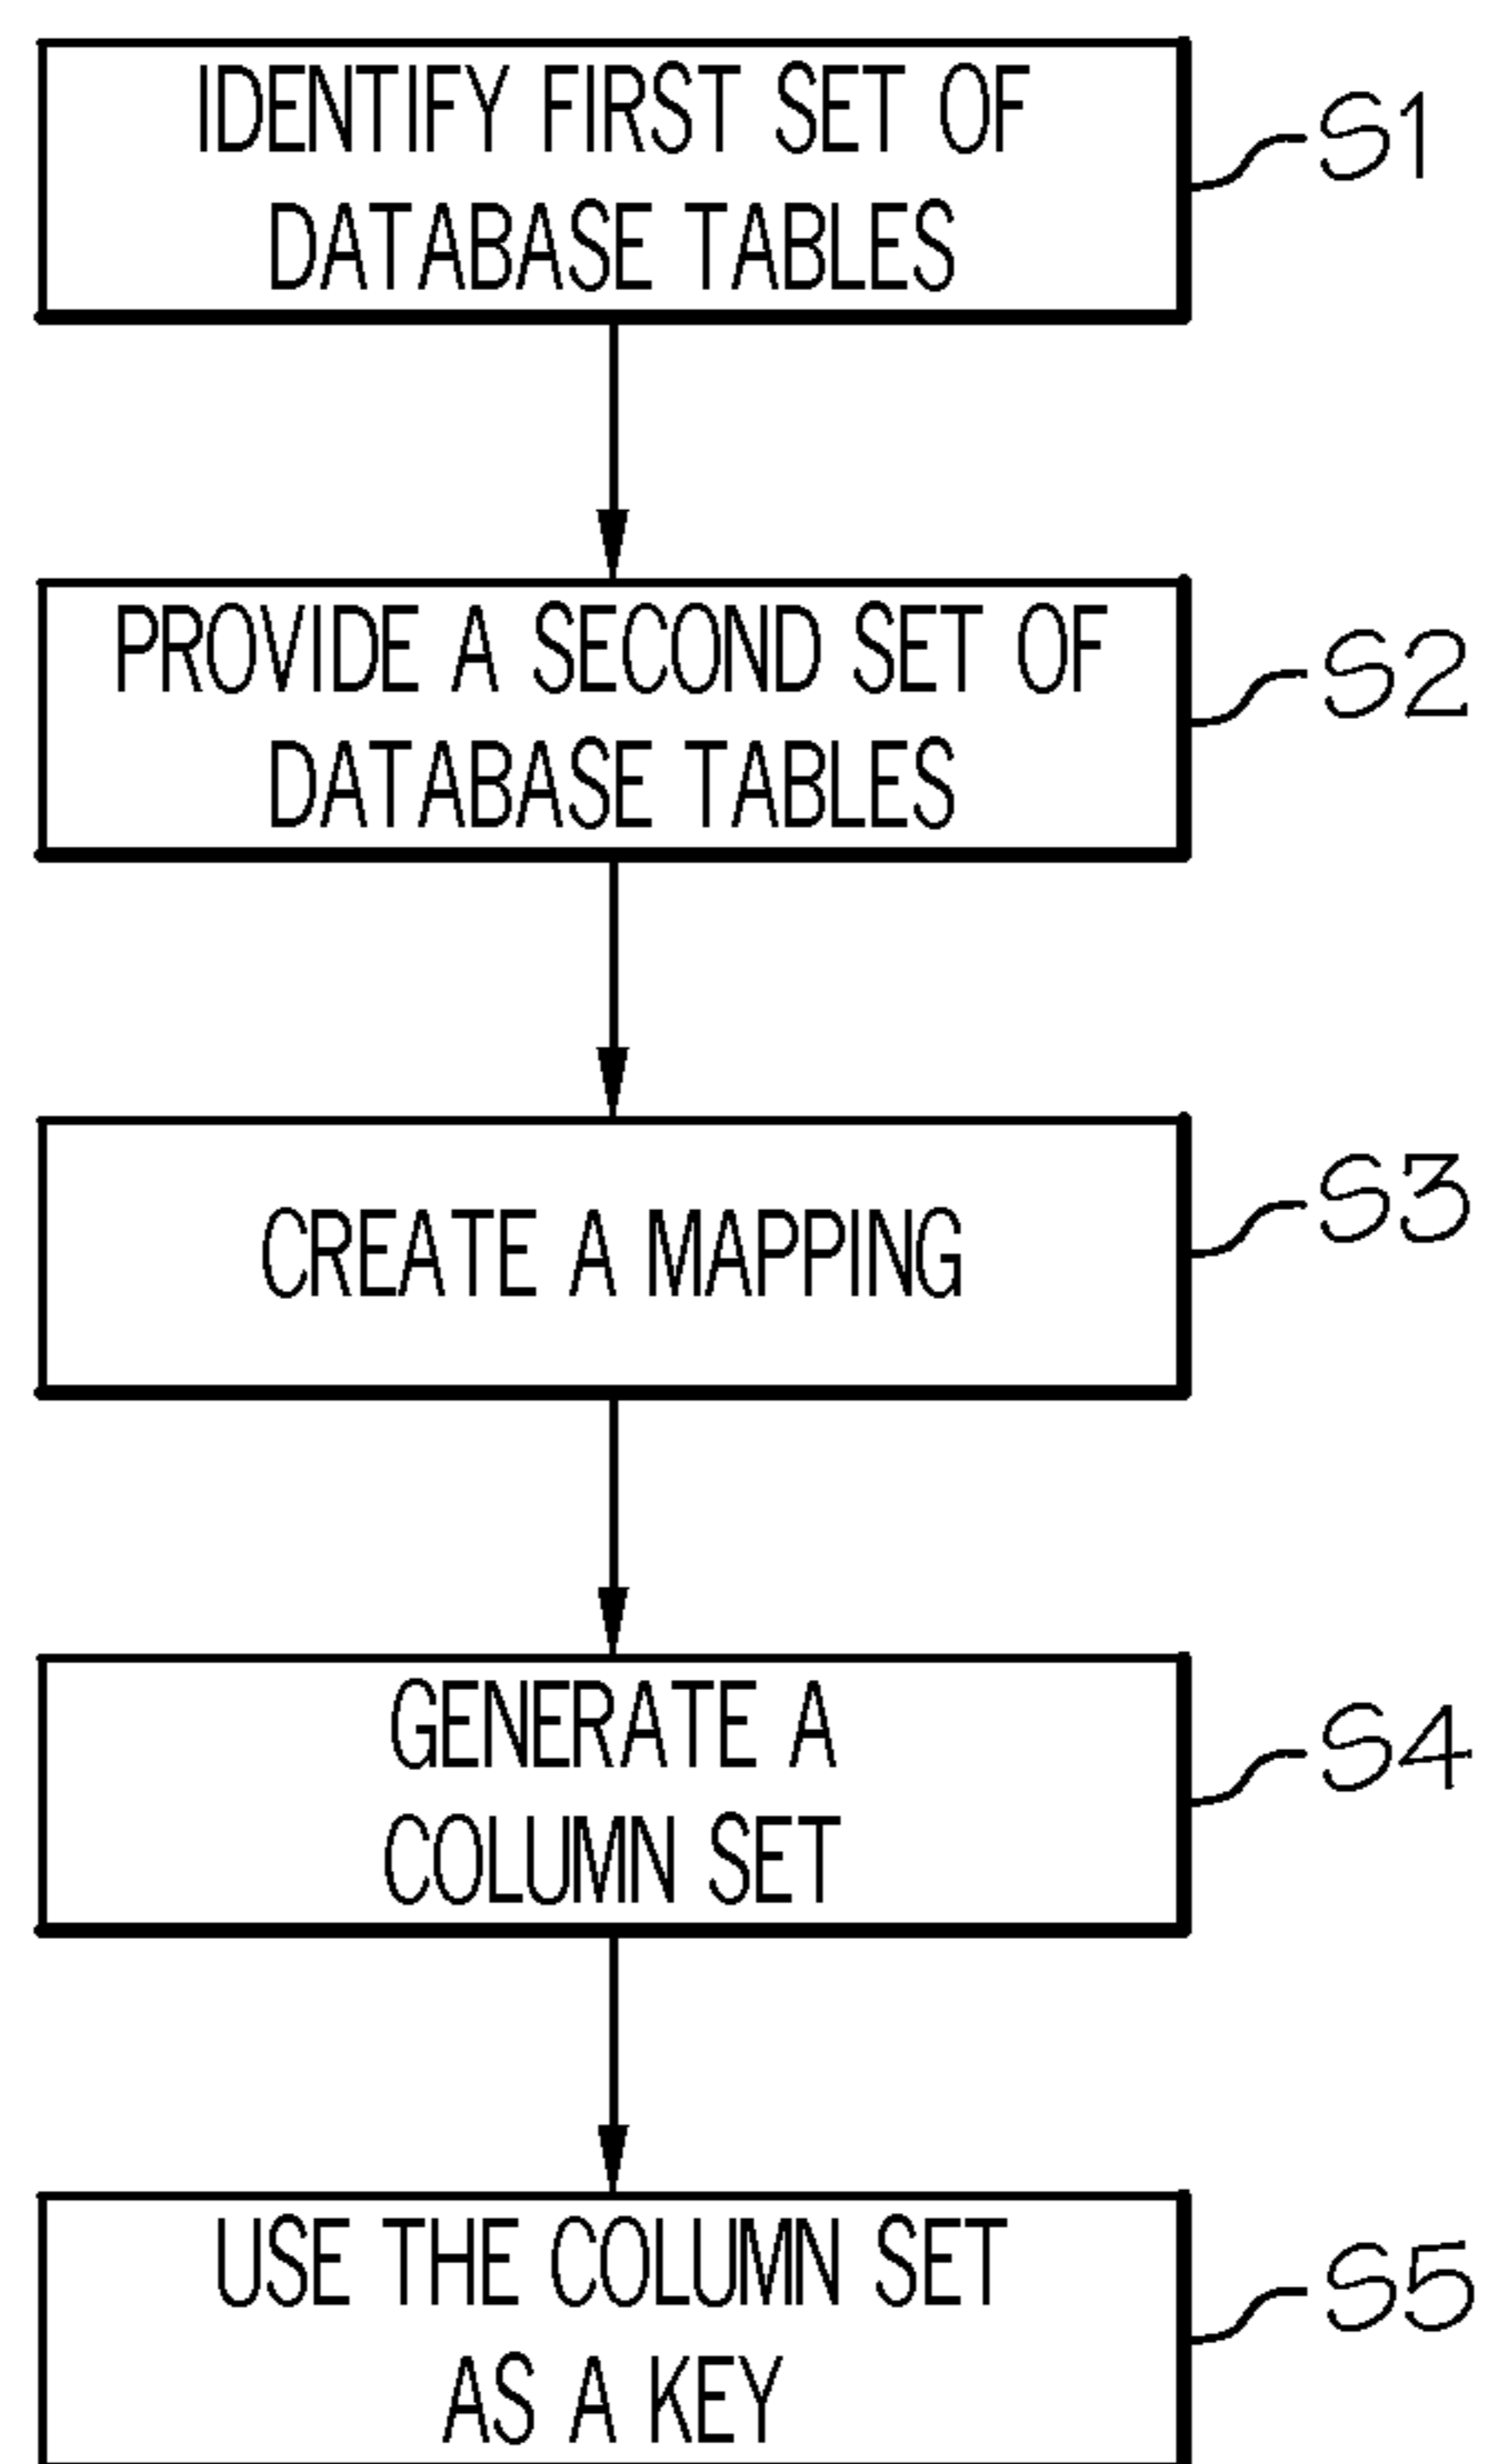 IDENTIFY FIRST SET OF
DATABASE TABLES
S1
PROVIDE A SECOND SET OF
DATABASE TABLES
S2
CREATE A MAPPING
S3
GENERATE A
COLUMN SET
S4
USE THE COLUMN SET
AS A KEY
S5